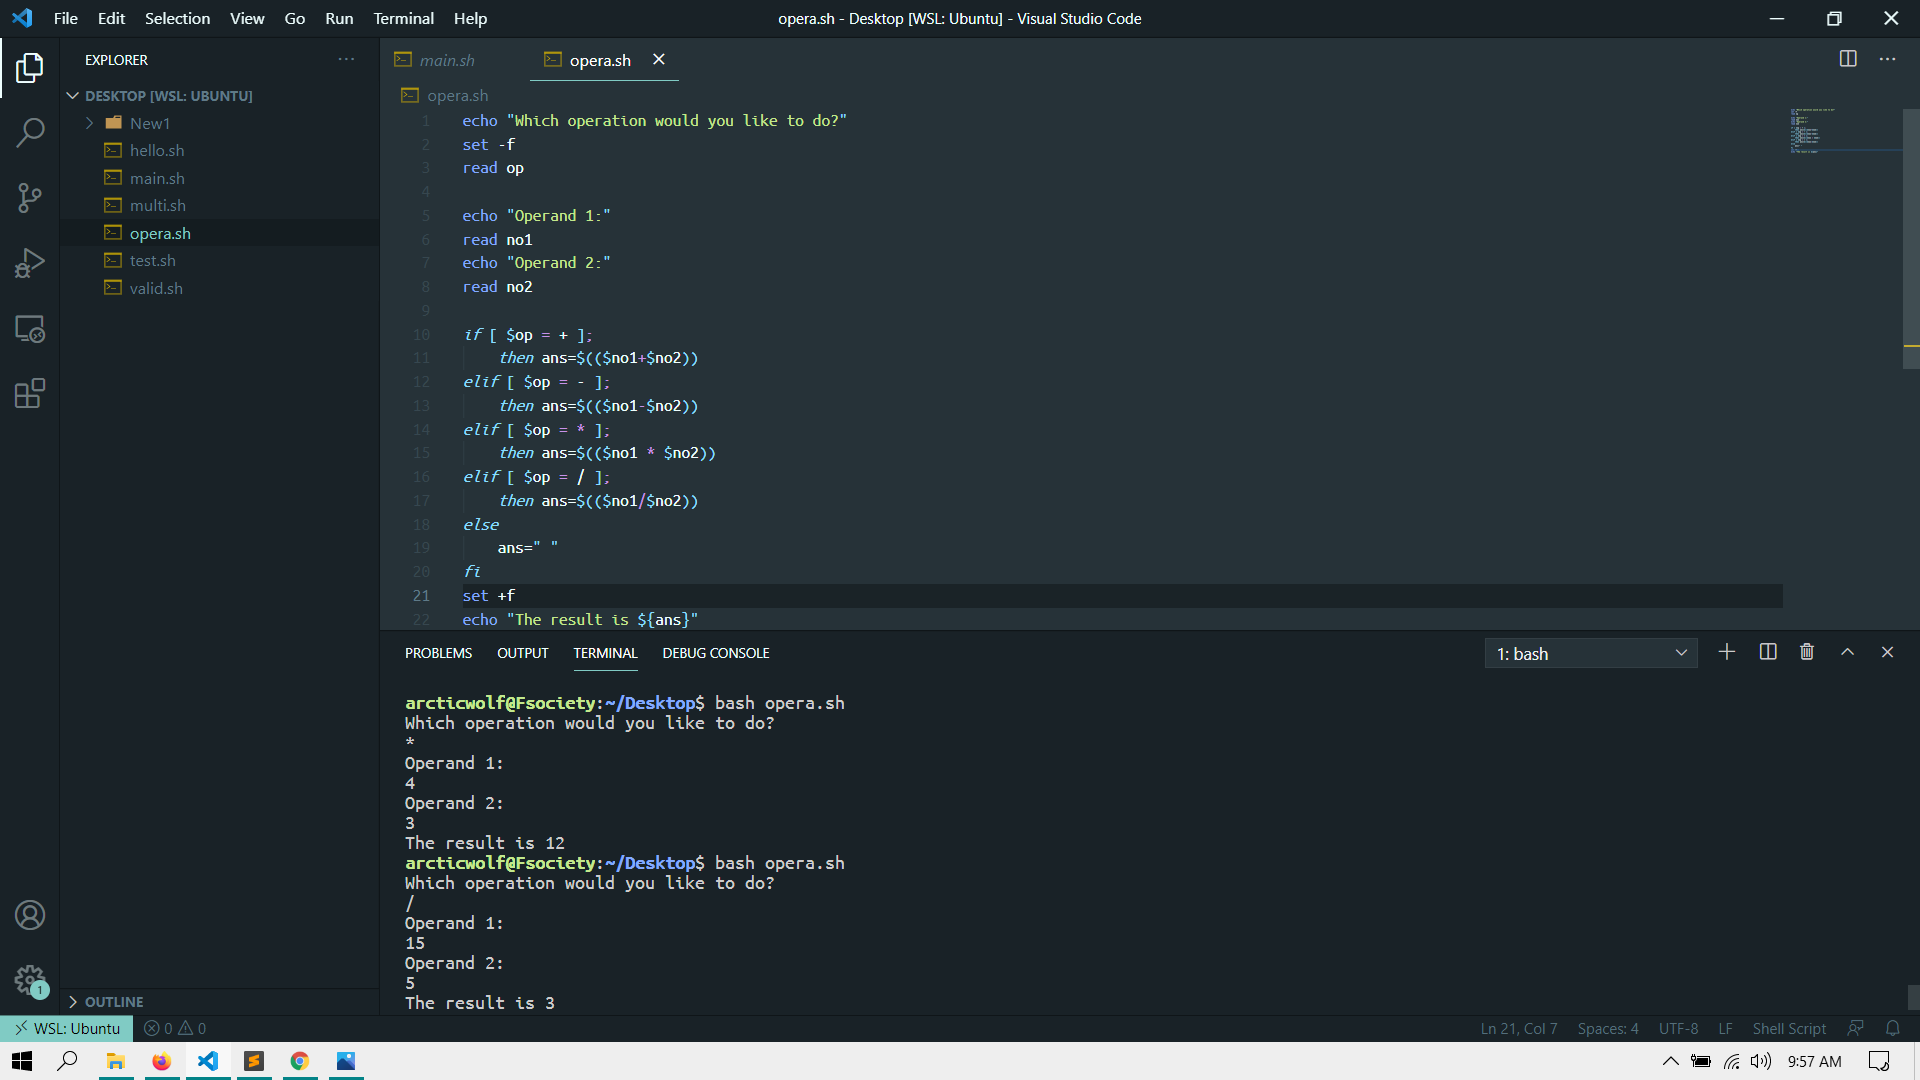 File Edit Selection View Go Run Terminal Help
opera.sh - Desktop [WSL: Ubuntu] - Visual Studio Code
EXPLORER
DESKTOP [WSL: UBUNTU]
New1
hello.sh
main.sh
multi.sh
opera.sh
test.sh
valid.sh
OUTLINE
main.sh
opera.sh
opera.sh
1 echo "Which operation would you like to do?"
2 set -f
3 read op
4
5 echo "Operand 1:"
6 read no1
7 echo "Operand 2:"
8 read no2
9
10 if [ $op = + ];
11 then ans=$(($no1+$no2))
12 elif [ $op = - ];
13 then ans=$(($no1-$no2))
14 elif [ $op = * ];
15 then ans=$(($no1 * $no2))
16 elif [ $op = / ];
17 then ans=$(($no1/$no2))
18 else
19 ans=" "
20 fi
21 set +f
22 echo "The result is ${ans}"
PROBLEMS OUTPUT TERMINAL DEBUG CONSOLE
1: bash
arcticwolf@Fsociety:~/Desktop$ bash opera.sh
Which operation would you like to do?
*
Operand 1:
4
Operand 2:
3
The result is 12
arcticwolf@Fsociety:~/Desktop$ bash opera.sh
Which operation would you like to do?
/
Operand 1:
15
Operand 2:
5
The result is 3
1
WSL: Ubuntu 0 0
Ln 21, Col 7 Spaces: 4 UTF-8 LF Shell Script
9:57 AM